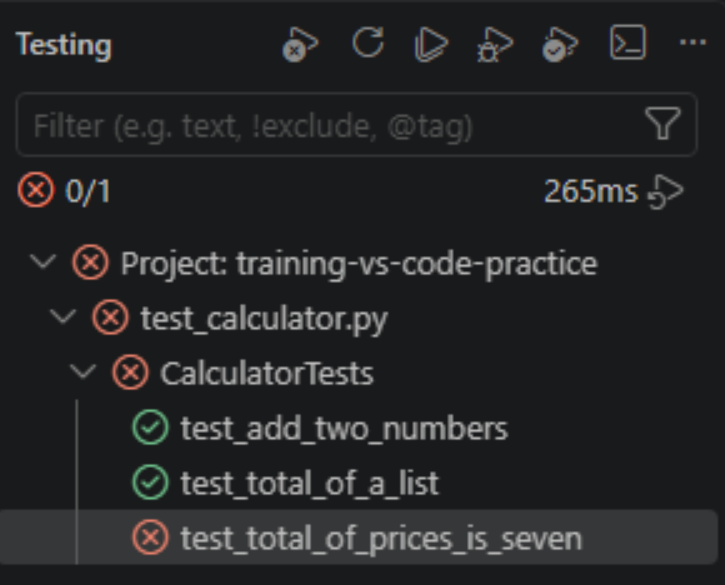 Testing
Filter (e.g. text, !exclude, @tag)
0/1 265ms
Project: training-vs-code-practice
test_calculator.py
CalculatorTests
test_add_two_numbers
test_total_of_a_list
test_total_of_prices_is_seven